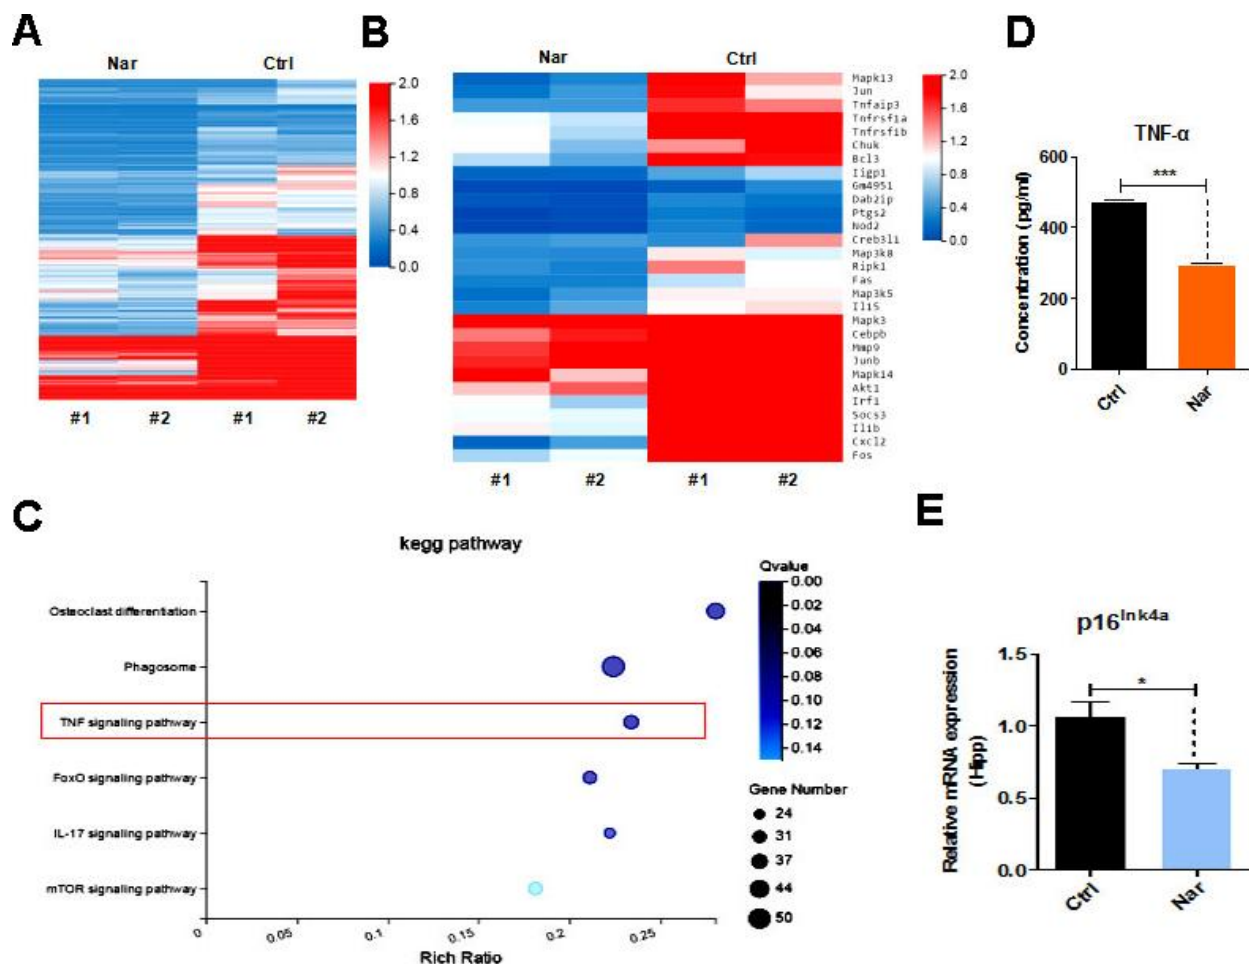 A
Nar Ctrl
2.0
1.6
1.2
0.8
0.4
0.0
#1 #2 #1 #2
B
Nar Ctrl
Mapk13
Jun
Tnfaip3
Tnfrsf1a
Tnfrsf1b
Chuk
Bcl3
Iigp1
Gm4951
Dab2ip
Ptgs2
Nod2
Creb3l1
Map3k8
Ripk1
Fas
Map3k5
Il15
Mapk3
Cebpb
Mmp9
Junb
Mapk14
Akt1
Irf1
Socs3
Il1b
Cxcl2
Fos
2.0
1.6
1.2
0.8
0.4
0.0
#1 #2 #1 #2
C
kegg pathway
Osteoclast differentiation
Phagosome
TNF signaling pathway
FoxO signaling pathway
IL-17 signaling pathway
mTOR signaling pathway
0 0.05 0.1 0.15 0.2 0.25
Rich Ratio
Qvalue
0.00
0.02
0.04
0.06
0.08
0.10
0.12
0.14
Gene Number
24
31
37
44
50
D
TNF-α
Concentration (pg/ml)
600
400
200
0
***
Ctrl Nar
E
p16Ink4a
Relative mRNA expression
(Hipp)
1.5
1.0
0.5
0.0
*
Ctrl Nar